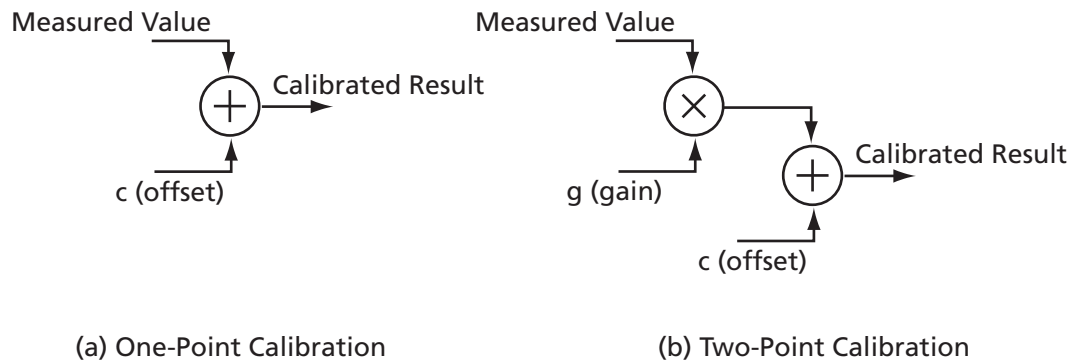 Measured Value
Calibrated Result
c (offset)
(a) One-Point Calibration
Measured Value
g (gain)
Calibrated Result
c (offset)
(b) Two-Point Calibration